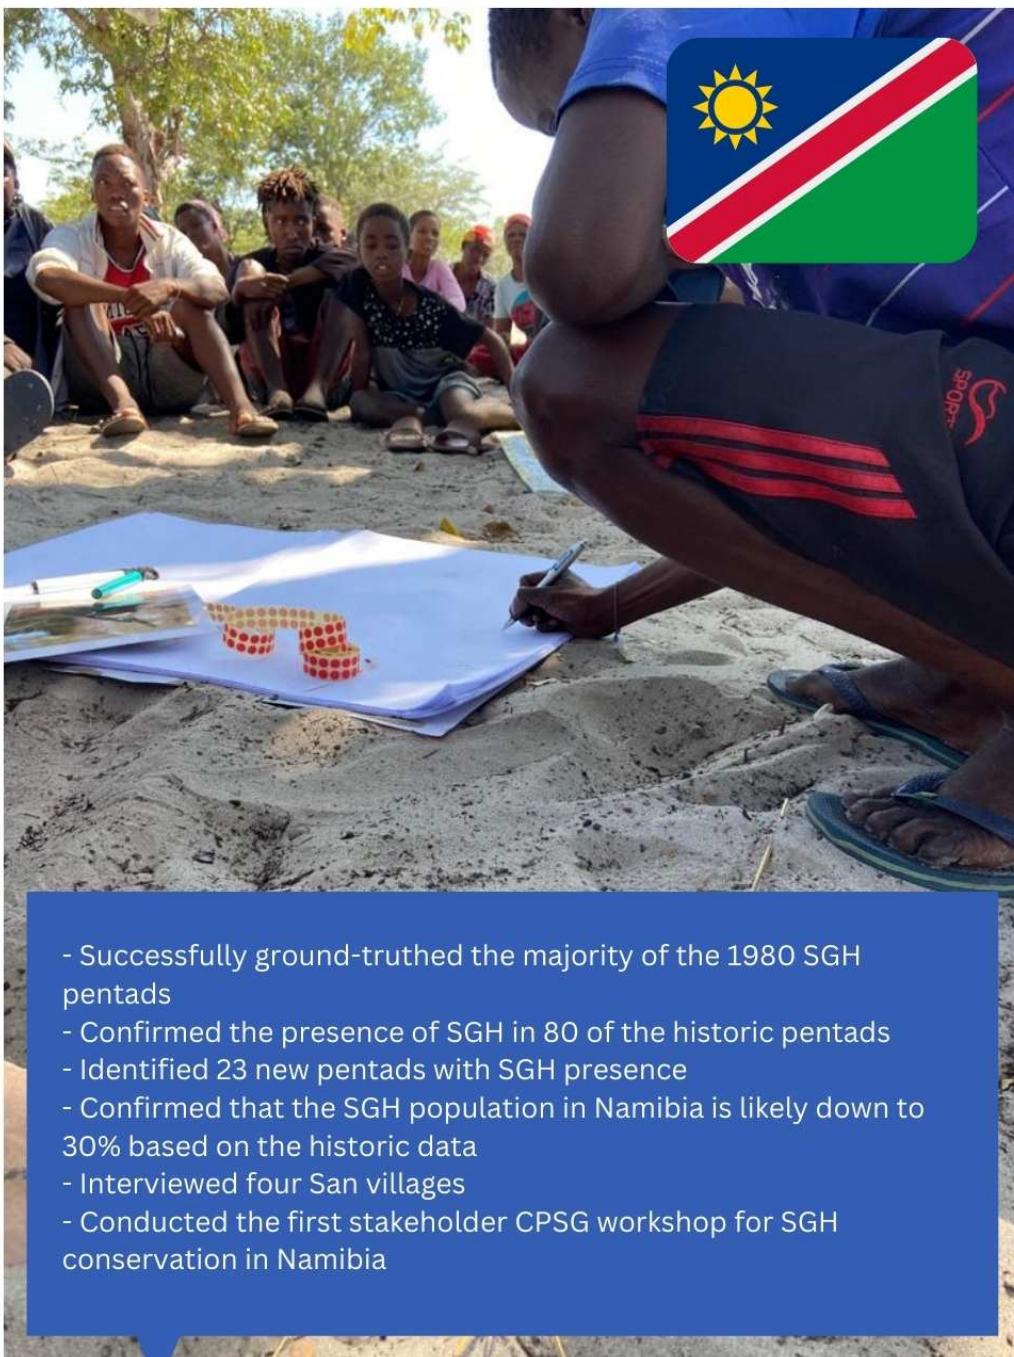 SPORT
- Successfully ground-truthed the majority of the 1980 SGH
pentads
- Confirmed the presence of SGH in 80 of the historic pentads
- Identified 23 new pentads with SGH presence
- Confirmed that the SGH population in Namibia is likely down to
30% based on the historic data
- Interviewed four San villages
- Conducted the first stakeholder CPSG workshop for SGH
conservation in Namibia